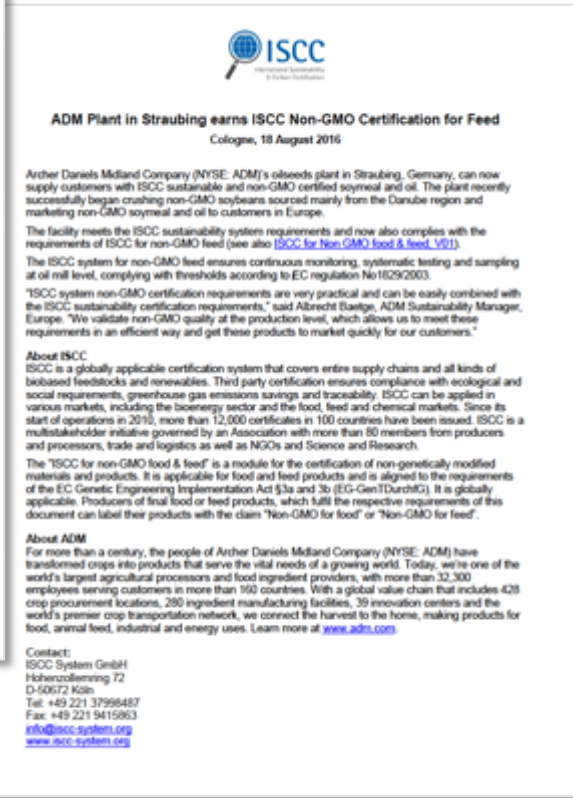 ISCC
International Sustainability
& Carbon Certification
ADM Plant in Straubing earns ISCC Non-GMO Certification for Feed
Cologne, 18 August 2016
Archer Daniels Midland Company (NYSE: ADM)'s oilseeds plant in Straubing, Germany, can now
supply customers with ISCC sustainable and non-GMO certified soymeal and oil. The plant recently
successfully began crushing non-GMO soybeans sourced mainly from the Danube region and
marketing non-GMO soymeal and oil to customers in Europe.
The facility meets the ISCC sustainability system requirements and now also complies with the
requirements of ISCC for non-GMO feed (see also ISCC for Non GMO food & feed, V01).
The ISCC system for non-GMO feed ensures continuous monitoring, systematic testing and sampling
at oil mill level, complying with thresholds according to EC regulation No1829/2003.
"ISCC system non-GMO certification requirements are very practical and can be easily combined with
the ISCC sustainability certification requirements," said Albrecht Baetge, ADM Sustainability Manager,
Europe. "We validate non-GMO quality at the production level, which allows us to meet these
requirements in an efficient way and get these products to market quickly for our customers."
About ISCC
ISCC is a globally applicable certification system that covers entire supply chains and all kinds of
biobased feedstocks and renewables. Third party certification ensures compliance with ecological and
social requirements, greenhouse gas emissions savings and traceability. ISCC can be applied in
various markets, including the bioenergy sector and the food, feed and chemical markets. Since its
start of operations in 2010, more than 12,000 certificates in 100 countries have been issued. ISCC is a
multistakeholder initiative governed by an Association with more than 80 members from producers
and processors, trade and logistics as well as NGOs and Science and Research.
The "ISCC for non-GMO food & feed" is a module for the certification of non-genetically modified
materials and products. It is applicable for food and feed products and is aligned to the requirements
of the EC Genetic Engineering Implementation Act §3a and 3b (EG-GenTDurchfG). It is globally
applicable. Producers of final food or feed products, which fulfil the respective requirements of this
document can label their products with the claim "Non-GMO for food" or "Non-GMO for feed".
About ADM
For more than a century, the people of Archer Daniels Midland Company (NYSE: ADM) have
transformed crops into products that serve the vital needs of a growing world. Today, we're one of the
world's largest agricultural processors and food ingredient providers, with more than 32,300
employees serving customers in more than 160 countries. With a global value chain that includes 428
crop procurement locations, 280 ingredient manufacturing facilities, 39 innovation centers and the
world's premier crop transportation network, we connect the harvest to the home, making products for
food, animal feed, industrial and energy uses. Learn more at www.adm.com.
Contact:
ISCC System GmbH
Hohenzollernring 72
D-50672 Köln
Tel: +49 221 37998487
Fax: +49 221 9415863
info@iscc-system.org
www.iscc-system.org